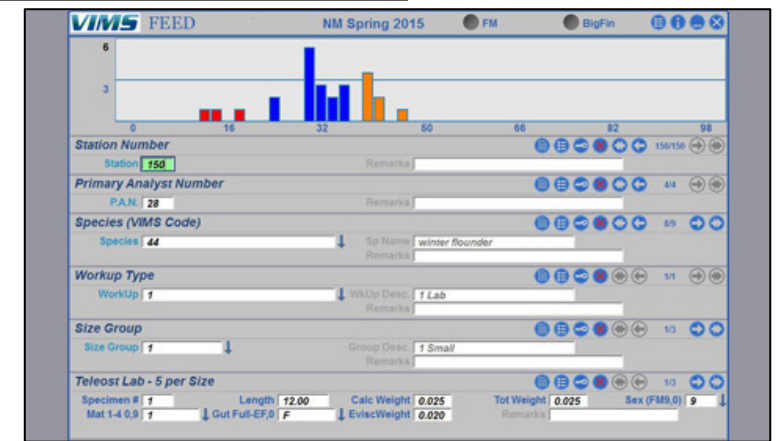 VIMS FEED NM Spring 2015 FM BigFin
6
3
0 16 32 50 66 82 98
Station Number 150/150
Station 150 Remarks
Primary Analyst Number 4/4
P.A.N. 28 Remarks
Species (VIMS Code) 8/9
Species 44 Sp Name winter flounder
Remarks
Workup Type 1/1
WorkUp 1 WkUp Desc. 1 Lab
Remarks
Size Group 1/3
Size Group 1 Group Desc. 1 Small
Remarks
Teleost Lab - 5 per Size 1/3
Specimen # 1 Length 12.00 Calc Weight 0.025 Tot Weight 0.025 Sex (FM9,0) 9
Mat 1-4 0,9 1 Gut Full-EF,0 F EviscWeight 0.020 Remarks